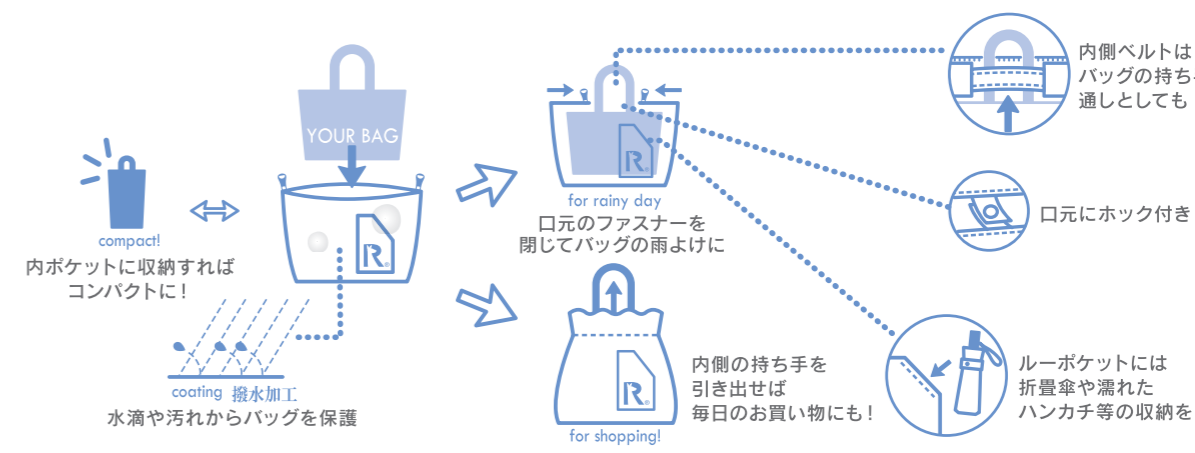 YOUR BAG
compact!
内ポケットに収納すれば
コンパクトに!
R®
coating 撥水加工
水滴や汚れからバッグを保護
R®
for rainy day
口元のファスナーを
閉じてバッグの雨よけに
R®
for shopping!
内側の持ち手を
引き出せば
毎日のお買い物にも!
内側ベルトは
バッグの持ち
通しとしても
口元にホック付き
ルーポケットには
折畳傘や濡れた
ハンカチ等の収納を